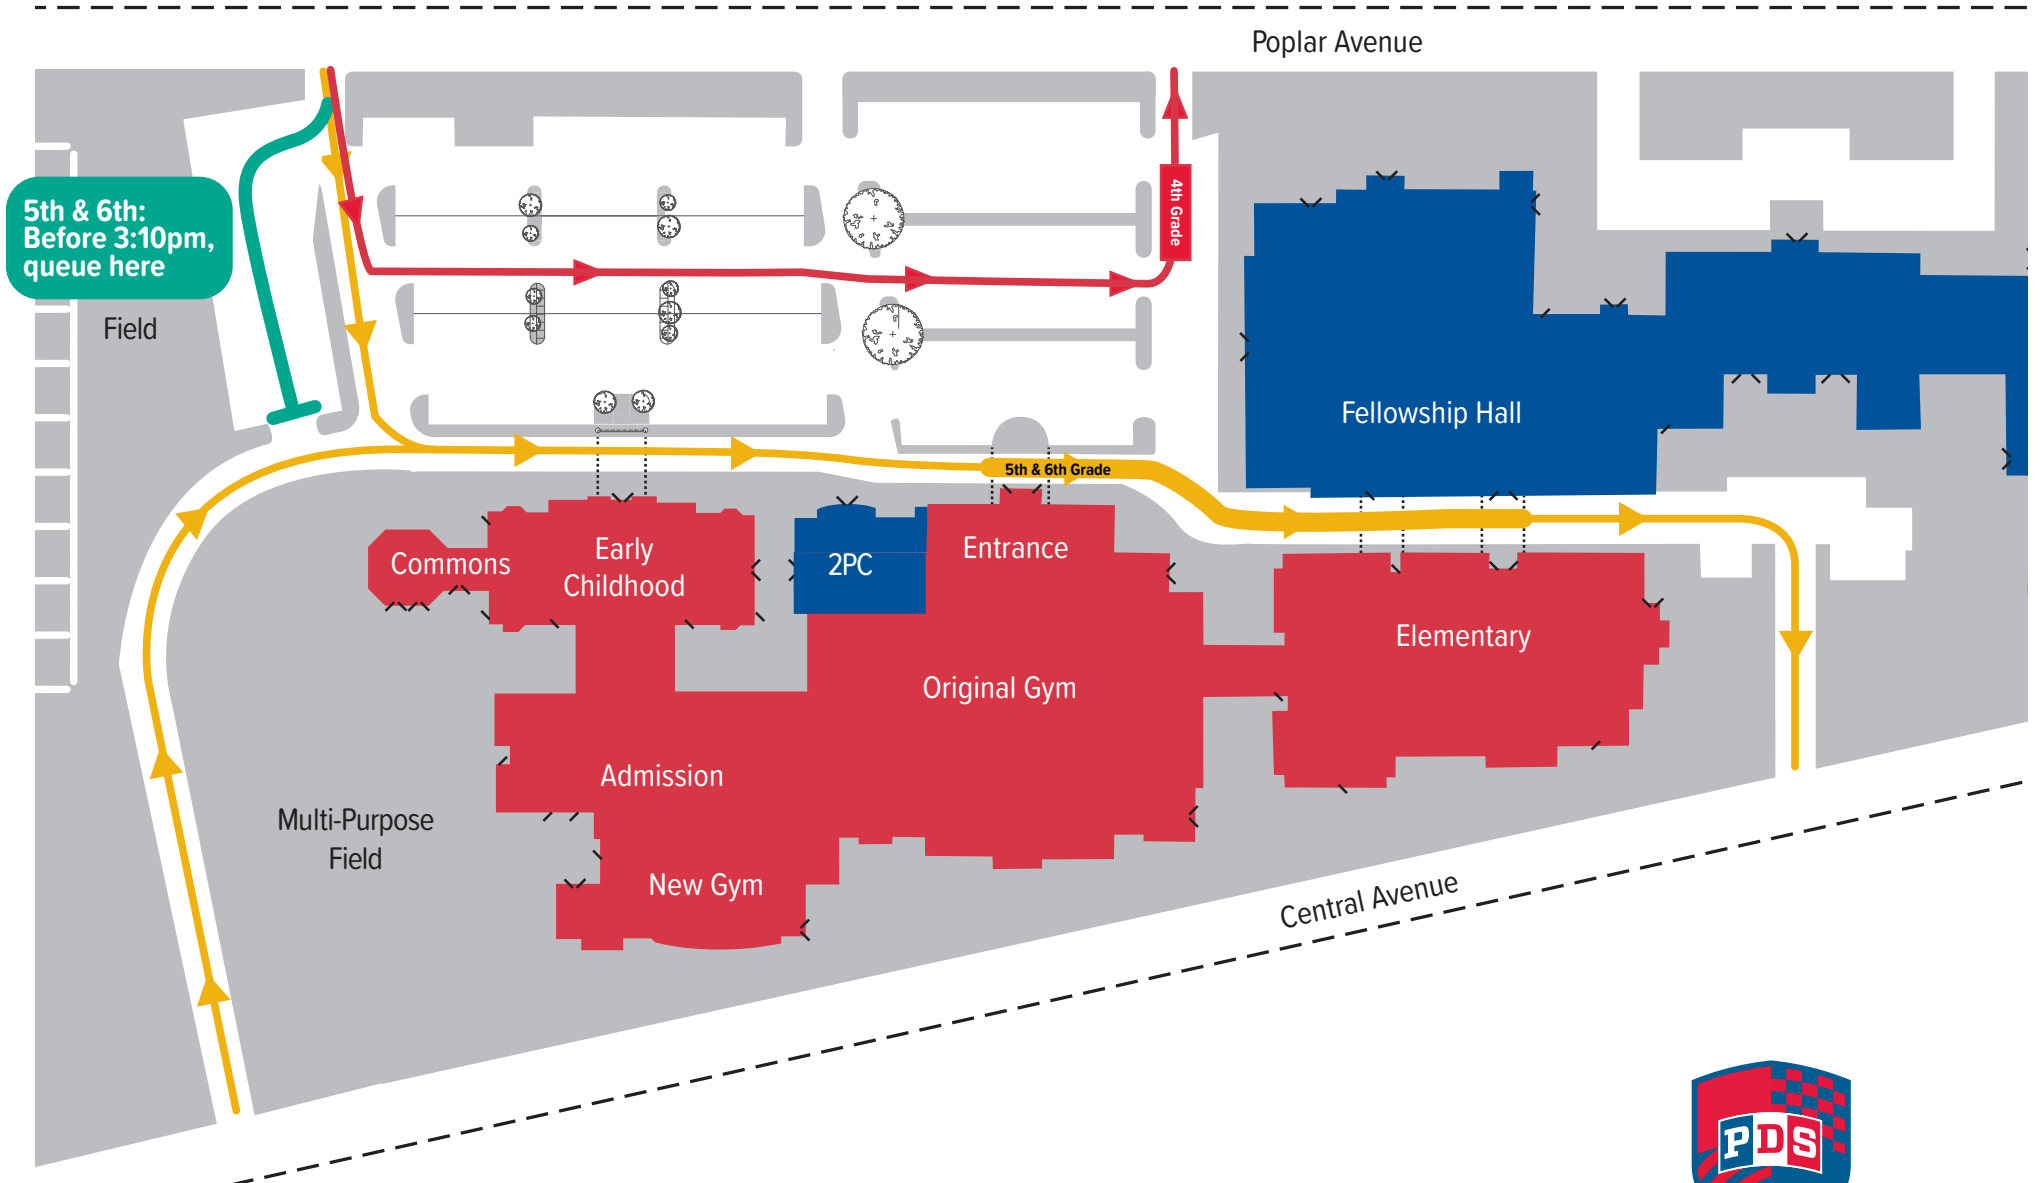 Poplar Avenue
5th & 6th:
Before 3:10pm,
queue here
4th Grade
Field
Fellowship Hall
5th & 6th Grade
Commons
Early
Childhood
2PC
Entrance
Elementary
Original Gym
Admission
Multi-Purpose
Field
New Gym
Central Avenue
PDS